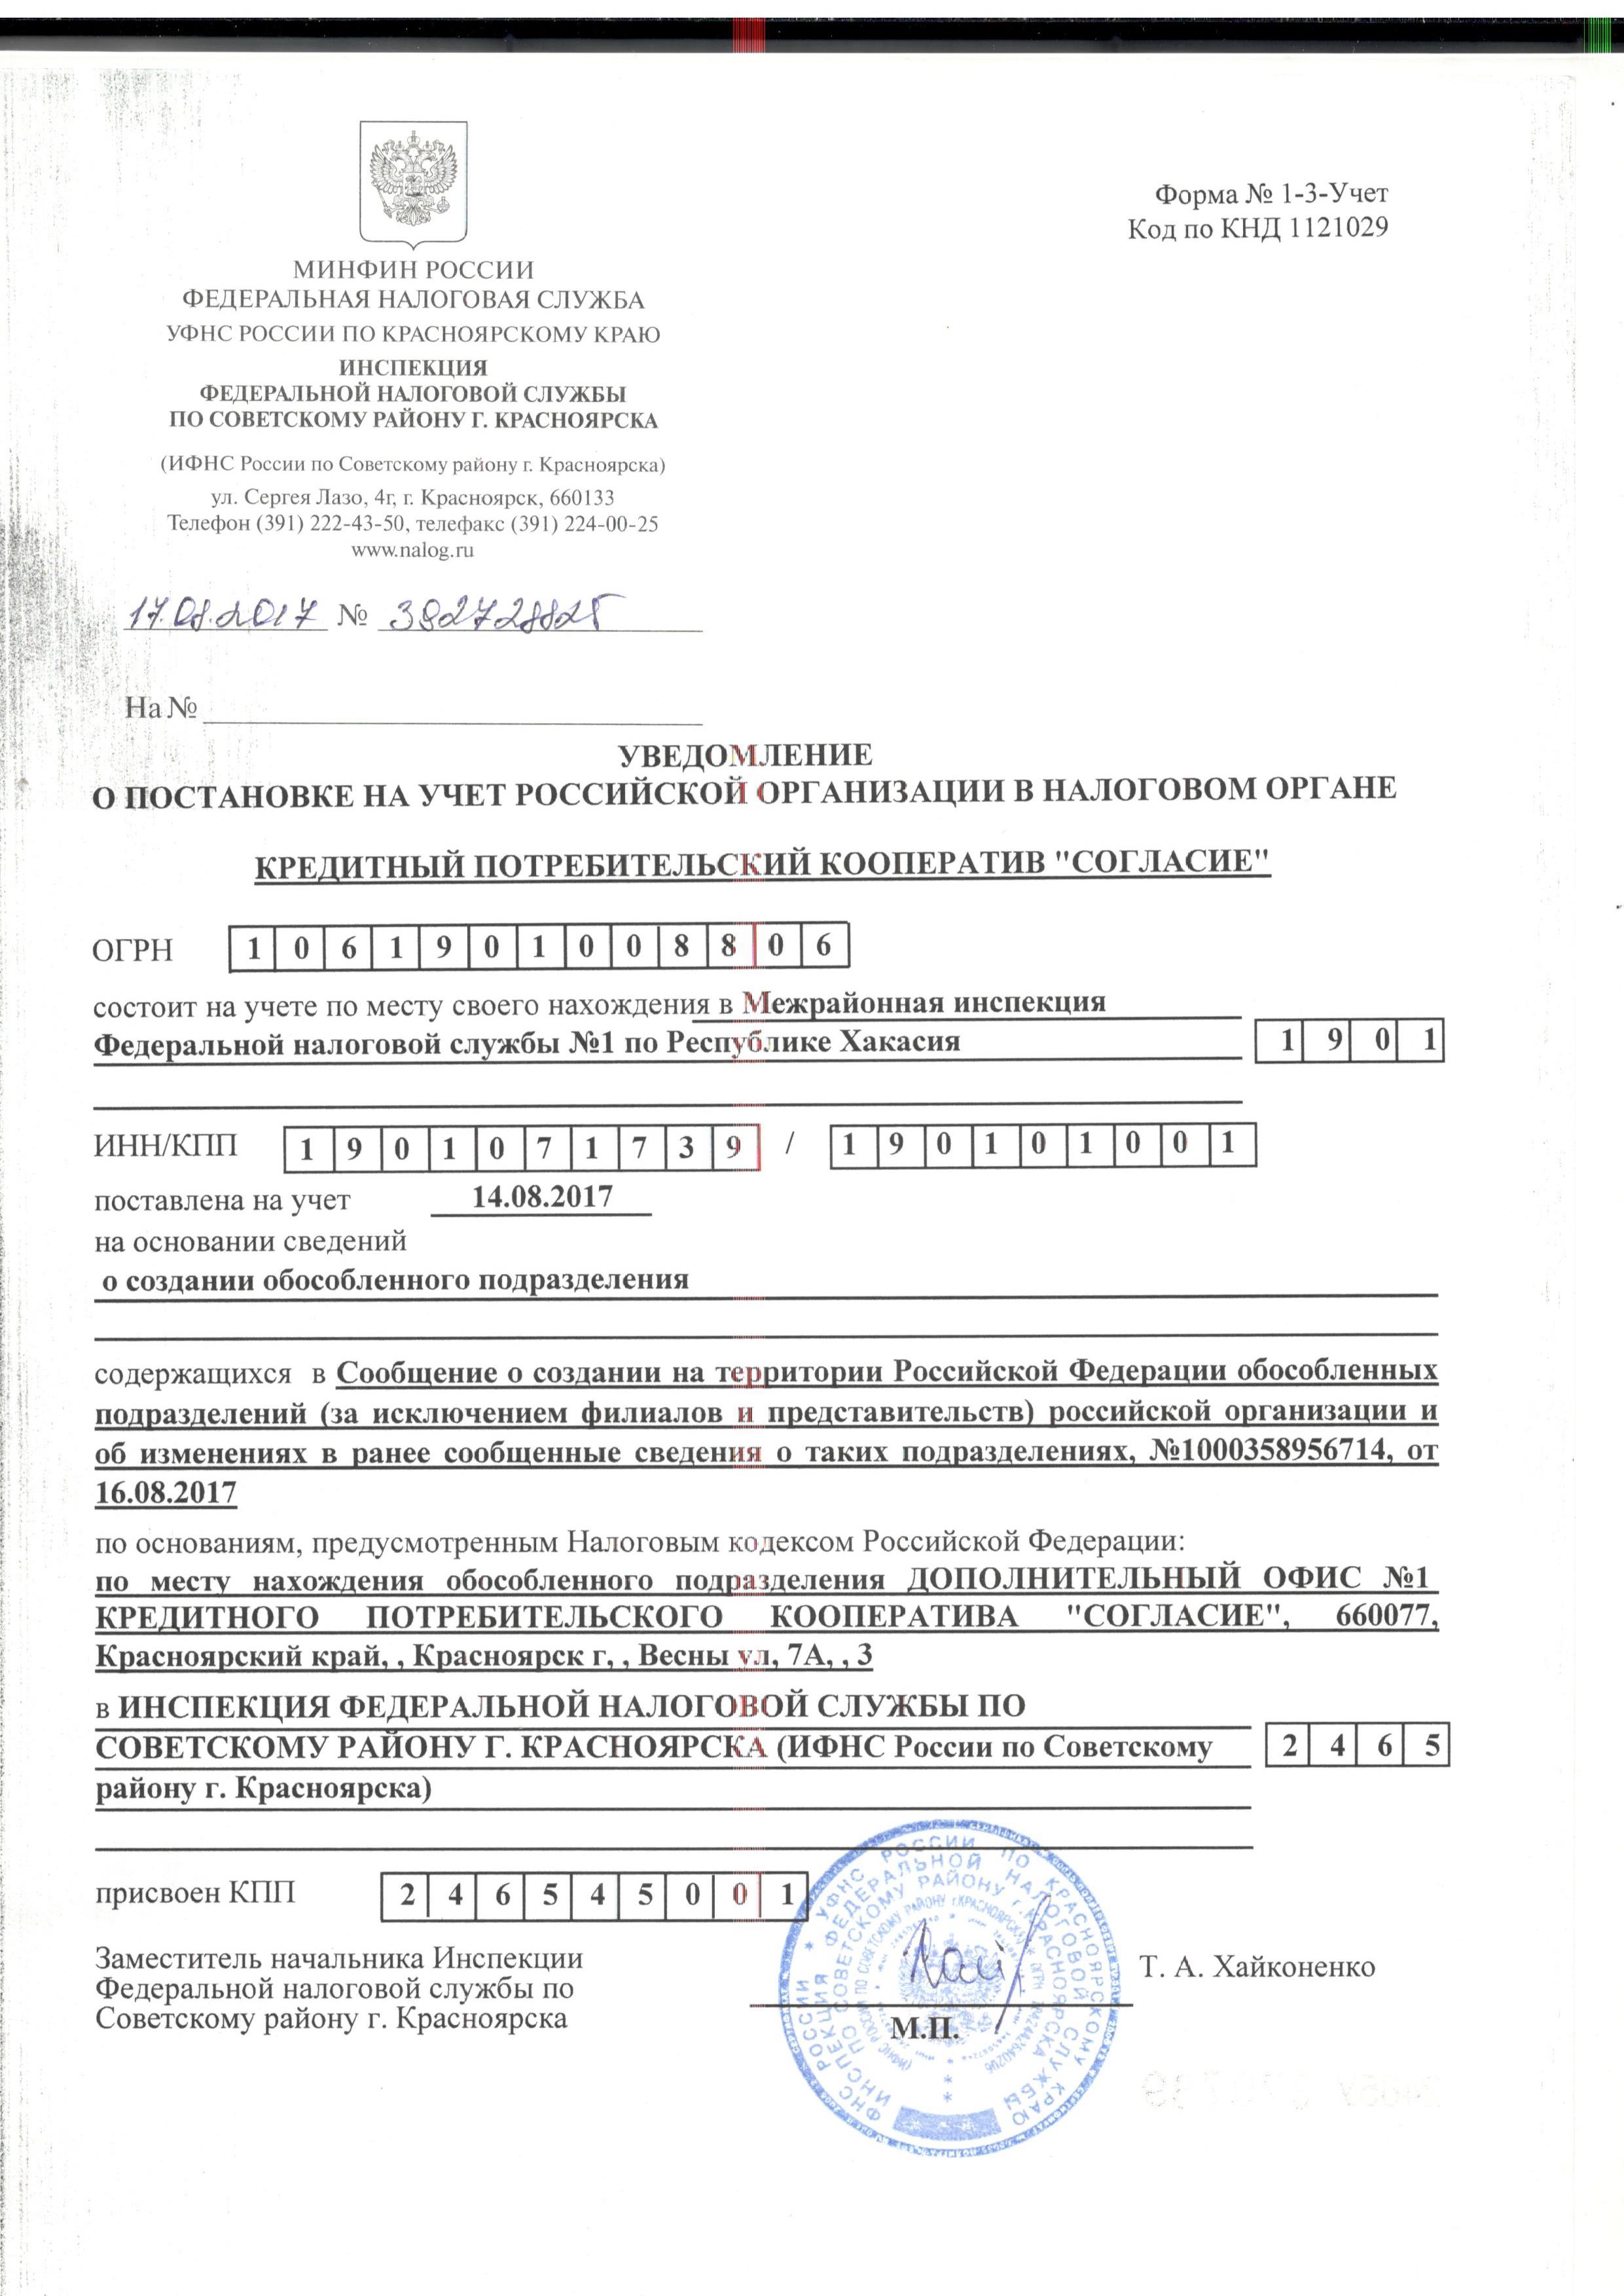 Форма № 1-3-Учет
Код по КНД 1121029
МИНФИН РОССИИ
ФЕДЕРАЛЬНАЯ НАЛОГОВАЯ СЛУЖБА
УФНС РОССИИ ПО КРАСНОЯРСКОМУ КРАЮ
ИНСПЕКЦИЯ
ФЕДЕРАЛЬНОЙ НАЛОГОВОЙ СЛУЖБЫ
ПО СОВЕТСКОМУ РАЙОНУ Г. КРАСНОЯРСКА
(ИФНС России по Советскому району г. Красноярска)
ул. Сергея Лазо, 4г, г. Красноярск, 660133
Телефон (391) 222-43-50, телефакс (391) 224-00-25
www.nalog.ru
17.08.2017 № 382728825
На №
УВЕДОМЛЕНИЕ
О ПОСТАНОВКЕ НА УЧЕТ РОССИЙСКОЙ ОРГАНИЗАЦИИ В НАЛОГОВОМ ОРГАНЕ
КРЕДИТНЫЙ ПОТРЕБИТЕЛЬСКИЙ КООПЕРАТИВ "СОГЛАСИЕ"
ОГРН 1 0 6 1 9 0 1 0 0 8 8 0 6
состоит на учете по месту своего нахождения в Межрайонная инспекция
Федеральной налоговой службы №1 по Республике Хакасия 1 9 0 1
ИНН/КПП 1 9 0 1 0 7 1 7 3 9 / 1 9 0 1 0 1 0 0 1
поставлена на учет 14.08.2017
на основании сведений
о создании обособленного подразделения
содержащихся в Сообщение о создании на территории Российской Федерации обособленных
подразделений (за исключением филиалов и представительств) российской организации и
об изменениях в ранее сообщенные сведения о таких подразделениях, №1000358956714, от
16.08.2017
по основаниям, предусмотренным Налоговым кодексом Российской Федерации:
по месту нахождения обособленного подразделения ДОПОЛНИТЕЛЬНЫЙ ОФИС №1
КРЕДИТНОГО ПОТРЕБИТЕЛЬСКОГО КООПЕРАТИВА "СОГЛАСИЕ", 660077,
Красноярский край, , Красноярск г, , Весны ул, 7А, , 3
в ИНСПЕКЦИЯ ФЕДЕРАЛЬНОЙ НАЛОГОВОЙ СЛУЖБЫ ПО
СОВЕТСКОМУ РАЙОНУ Г. КРАСНОЯРСКА (ИФНС России по Советскому 2 4 6 5
району г. Красноярска)
присвоен КПП 2 4 6 5 4 5 0 0 1
Заместитель начальника Инспекции
Федеральной налоговой службы по
Советскому району г. Красноярска
Т. А. Хайконенко
М.П.
ФНС РОССИИ * УФНС РОССИИ ПО КРАСНОЯРСКОМУ КРАЮ
ИНСПЕКЦИЯ ФЕДЕРАЛЬНОЙ НАЛОГОВОЙ СЛУЖБЫ
ПО СОВЕТСКОМУ РАЙОНУ Г. КРАСНОЯРСКА